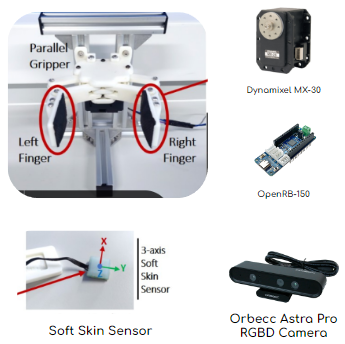 Parallel
Gripper
Left
Finger
Right
Finger
Dynamixel MX-30
OpenRB-150
X
Y
Z
3-axis
Soft
Skin
Sensor
Soft Skin Sensor
Orbecc Astra Pro
RGBD Camera